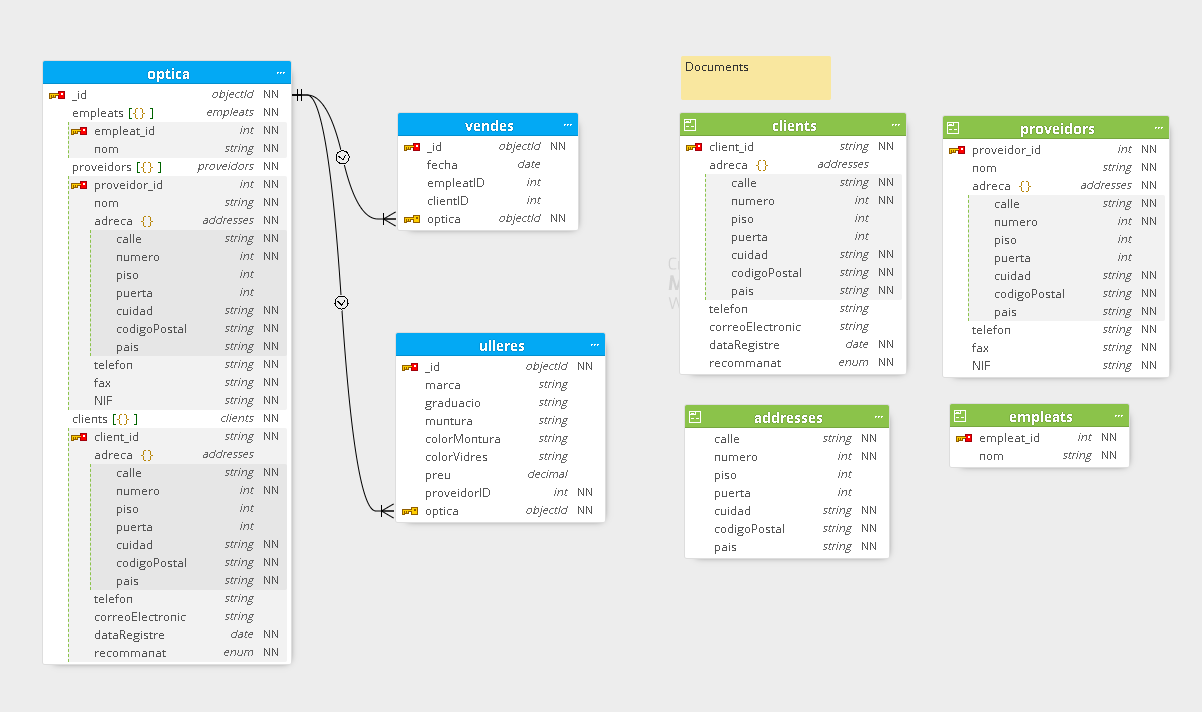 optica ...
_id objectId NN
empleats [{} ] empleats NN
empleat_id int NN
nom string NN
proveidors [{} ] proveidors NN
proveidor_id int NN
nom string NN
adreca {} addresses NN
calle string NN
numero int NN
piso int
puerta int
cuidad string NN
codigoPostal string NN
pais string NN
telefon string NN
fax string NN
NIF string NN
clients [{} ] clients NN
client_id string NN
adreca {} addresses
calle string NN
numero int NN
piso int
puerta int
cuidad string NN
codigoPostal string NN
pais string NN
telefon string
correoElectronic string
dataRegistre date NN
recommanat enum NN
vendes ...
_id objectId NN
fecha date
empleatID int
clientID int
optica objectId NN
ulleres ...
_id objectId NN
marca string
graduacio string
muntura string
colorMontura string
colorVidres string
preu decimal
proveidorID int NN
optica objectId NN
Documents
clients ...
client_id string NN
adreca {} addresses
calle string NN
numero int NN
piso int
puerta int
cuidad string NN
codigoPostal string NN
pais string NN
telefon string
correoElectronic string
dataRegistre date NN
recommanat enum NN
proveidors ...
proveidor_id int NN
nom string NN
adreca {} addresses NN
calle string NN
numero int NN
piso int
puerta int
cuidad string NN
codigoPostal string NN
pais string NN
telefon string NN
fax string NN
NIF string NN
addresses ...
calle string NN
numero int NN
piso int
puerta int
cuidad string NN
codigoPostal string NN
pais string NN
empleats ...
empleat_id int NN
nom string NN